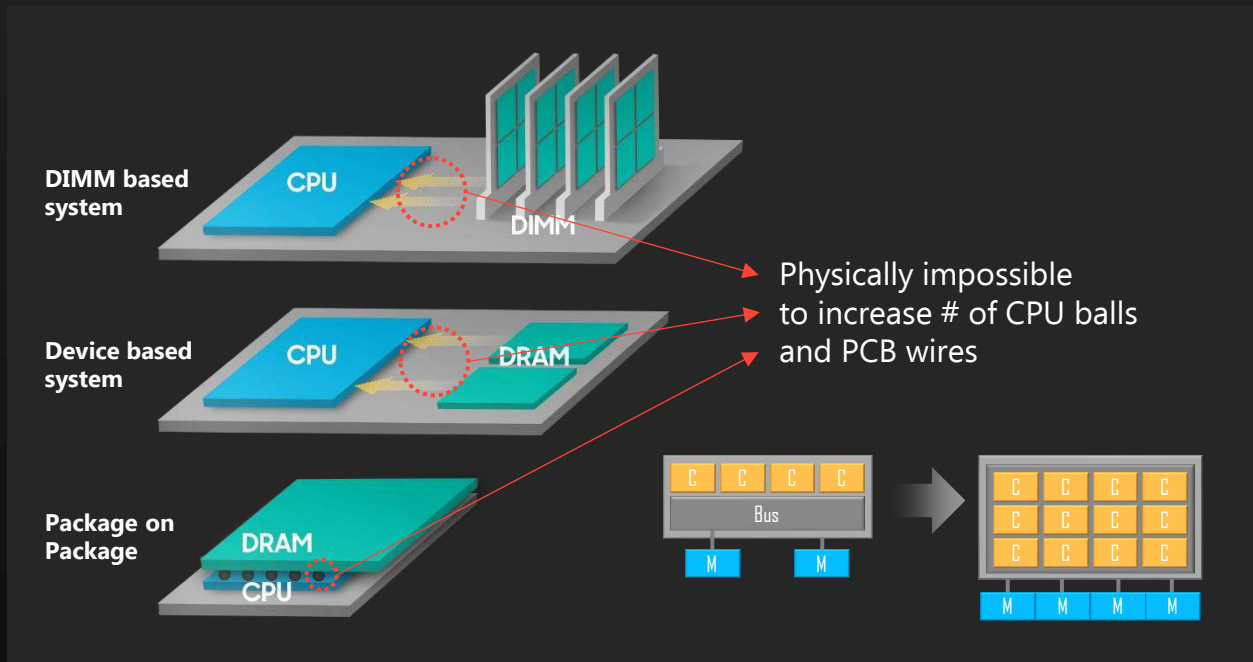 DIMM based
system
CPU
DIMM
Physically impossible
to increase # of CPU balls
and PCB wires
Device based
system
CPU
DRAM
Package on
Package
DRAM
CPU
C C C C
Bus
M M
C C C C
C C C C
C C C C
M M M M